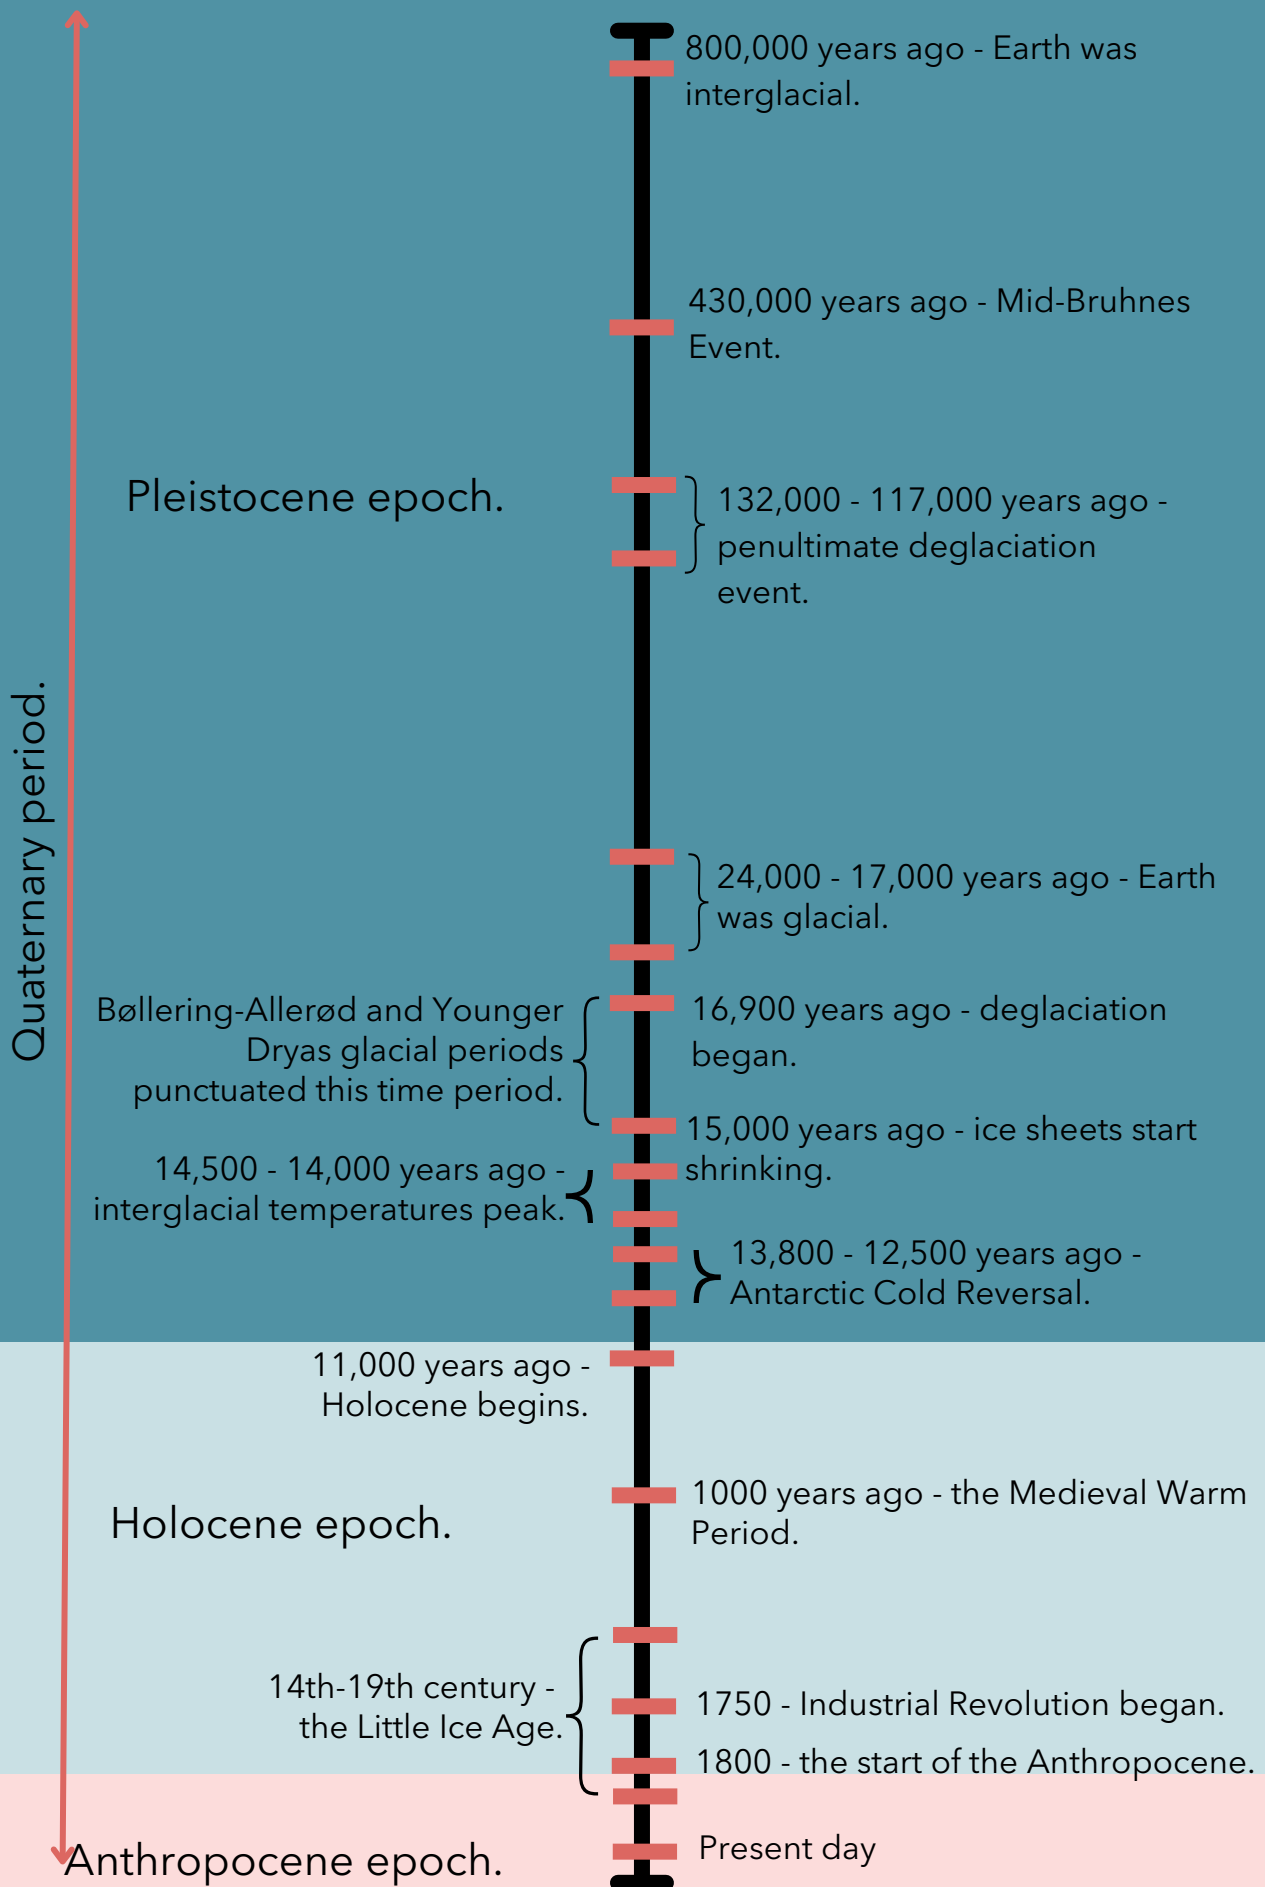 800,000 years ago - Earth was
interglacial.
430,000 years ago - Mid-Bruhnes
Event.
Pleistocene epoch.
132,000 - 117,000 years ago -
penultimate deglaciation
event.
Quaternary period.
24,000 - 17,000 years ago - Earth
was glacial.
Bøllering-Allerød and Younger
Dryas glacial periods
punctuated this time period.
16,900 years ago - deglaciation
began.
15,000 years ago - ice sheets start
shrinking.
14,500 - 14,000 years ago -
interglacial temperatures peak.
13,800 - 12,500 years ago -
Antarctic Cold Reversal.
11,000 years ago -
Holocene begins.
Holocene epoch.
1000 years ago - the Medieval Warm
Period.
14th-19th century -
the Little Ice Age.
1750 - Industrial Revolution began.
1800 - the start of the Anthropocene.
Anthropocene epoch.
Present day